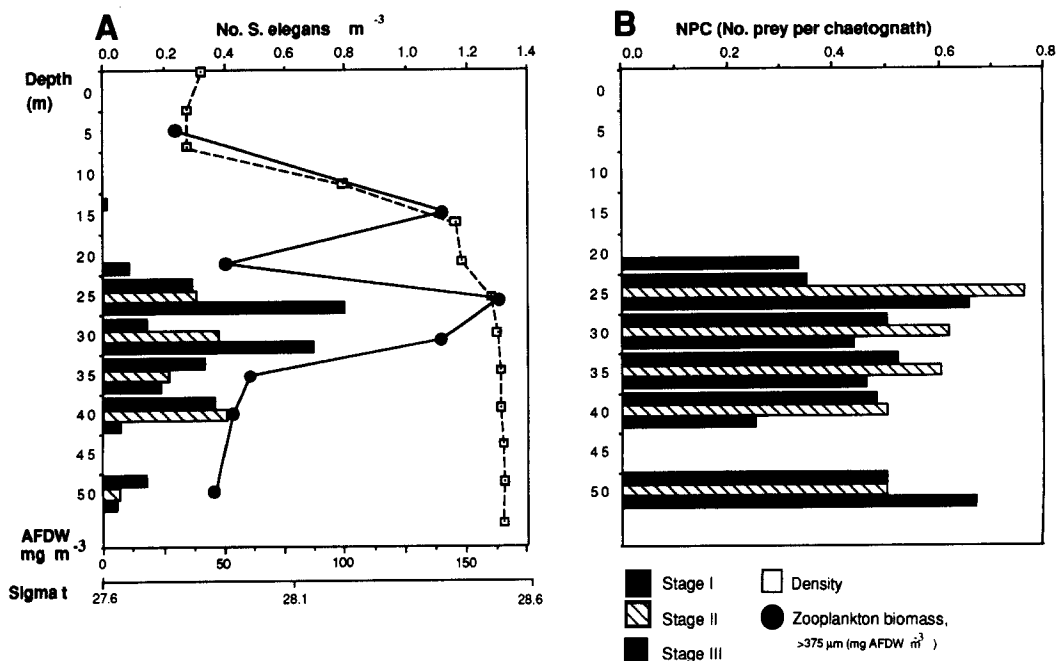 A
No. S. elegans m -3
0.0 0.2 0.4 0.6 0.8 1.0 1.2 1.4
Depth
(m)
0
5
10
15
20
25
30
35
40
45
50
AFDW
mg m -3
0 50 100 150
Sigma t
27.6 28.1 28.6
B
NPC (No. prey per chaetognath)
0.0 0.2 0.4 0.6 0.8
0
5
10
15
20
25
30
35
40
45
50
Stage I
Stage II
Stage III
Density
Zooplankton biomass,
>375 µm (mg AFDW m -3 )